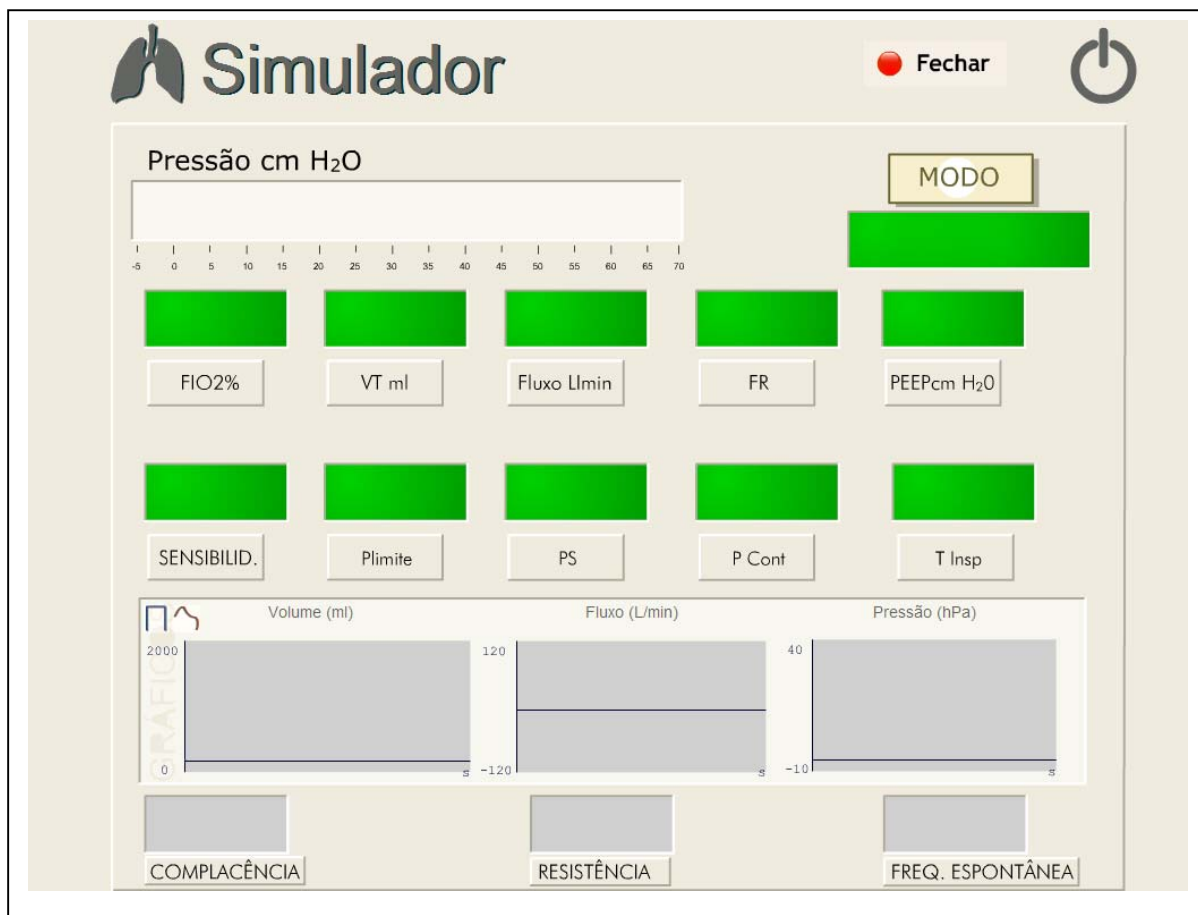 Simulador
Fechar
Pressão cm H₂O
MODO
-5 0 5 10 15 20 25 30 35 40 45 50 55 60 65 70
FIO2% VT ml Fluxo LImin FR PEEPcm H₂0
SENSIBILID. Plimite PS P Cont T Insp
Volume (ml) Fluxo (L/min) Pressão (hPa)
2000 120 40
GRÁFICO
0 s -120 s -10 s
COMPLACÊNCIA RESISTÊNCIA FREQ. ESPONTÂNEA